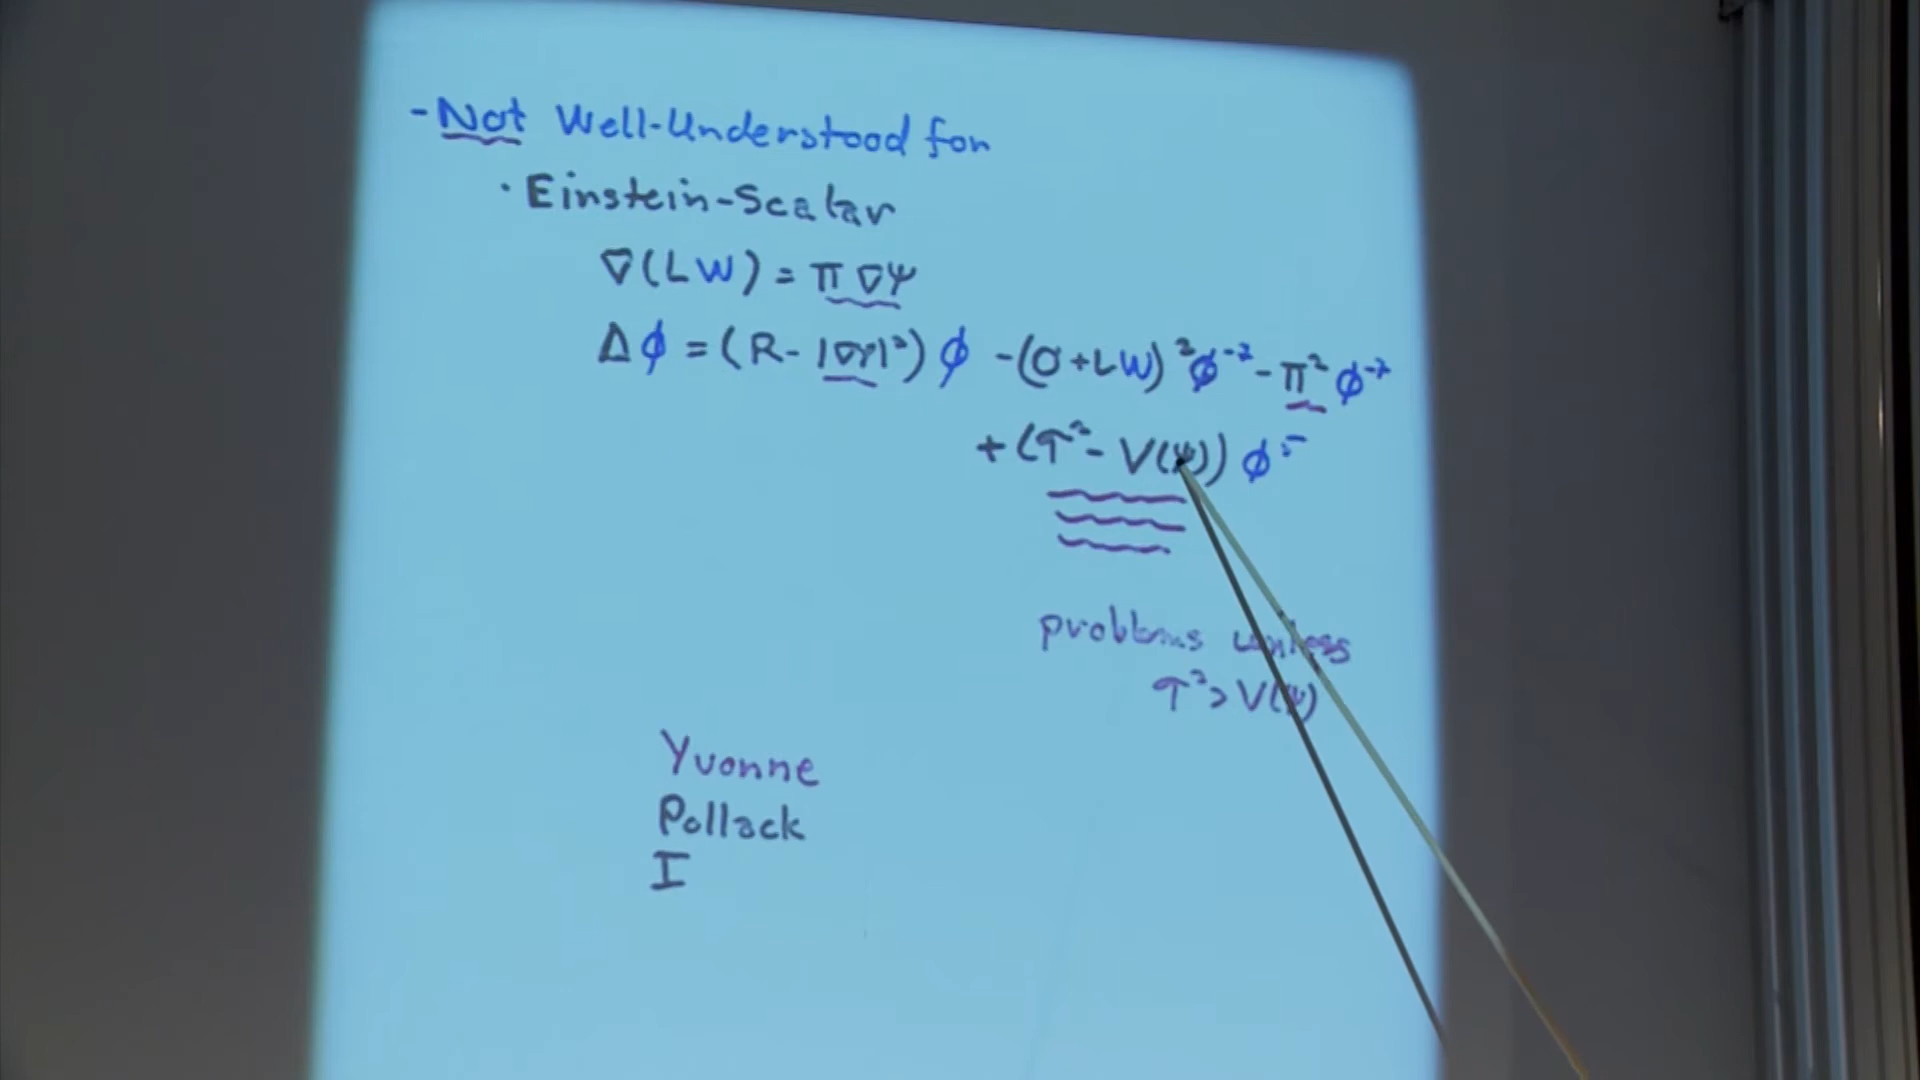 - Not Well-Understood for
· Einstein-Scalar
∇(LW) = π ∇ψ
Δφ = (R - |∇ψ|²) φ - (σ + LW)²φ⁻⁷ - π² φ⁻⁷
+ (τ² - V(ψ)) φ⁵
problems unless
τ² > V(ψ)
Yvonne
Pollack
I